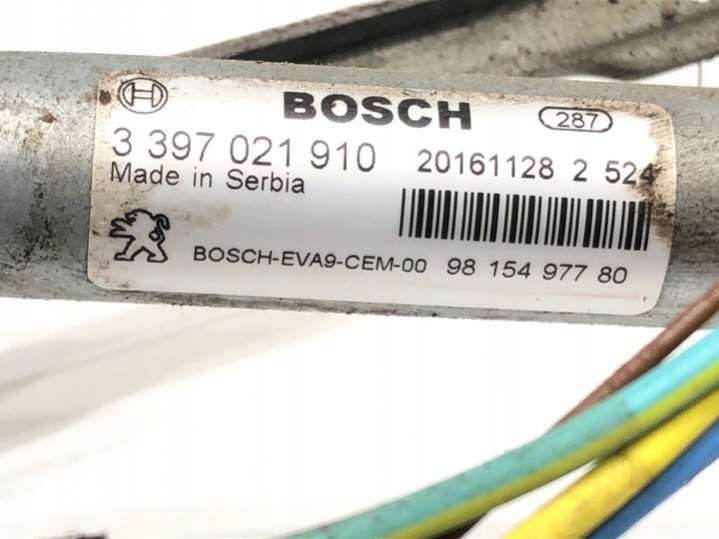 BOSCH 287
3 397 021 910 20161128 2 524
Made in Serbia
BOSCH-EVA9-CEM-00 98 154 977 80